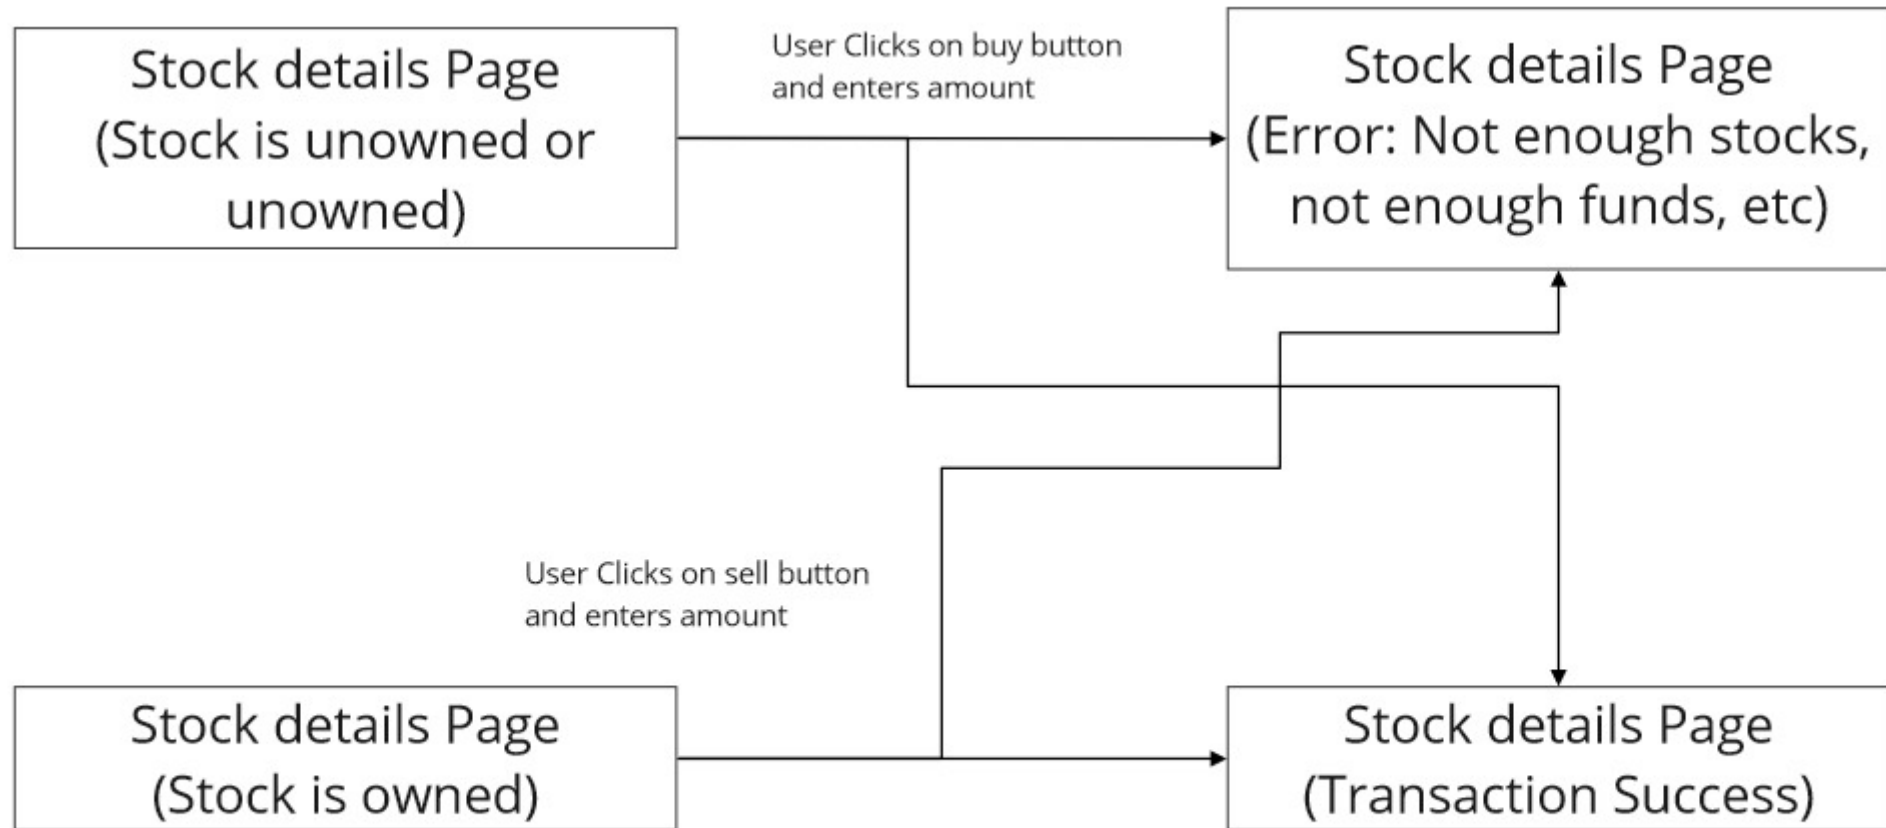 Stock details Page
(Stock is unowned or
unowned)
User Clicks on buy button
and enters amount
Stock details Page
(Error: Not enough stocks,
not enough funds, etc)
User Clicks on sell button
and enters amount
Stock details Page
(Stock is owned)
Stock details Page
(Transaction Success)